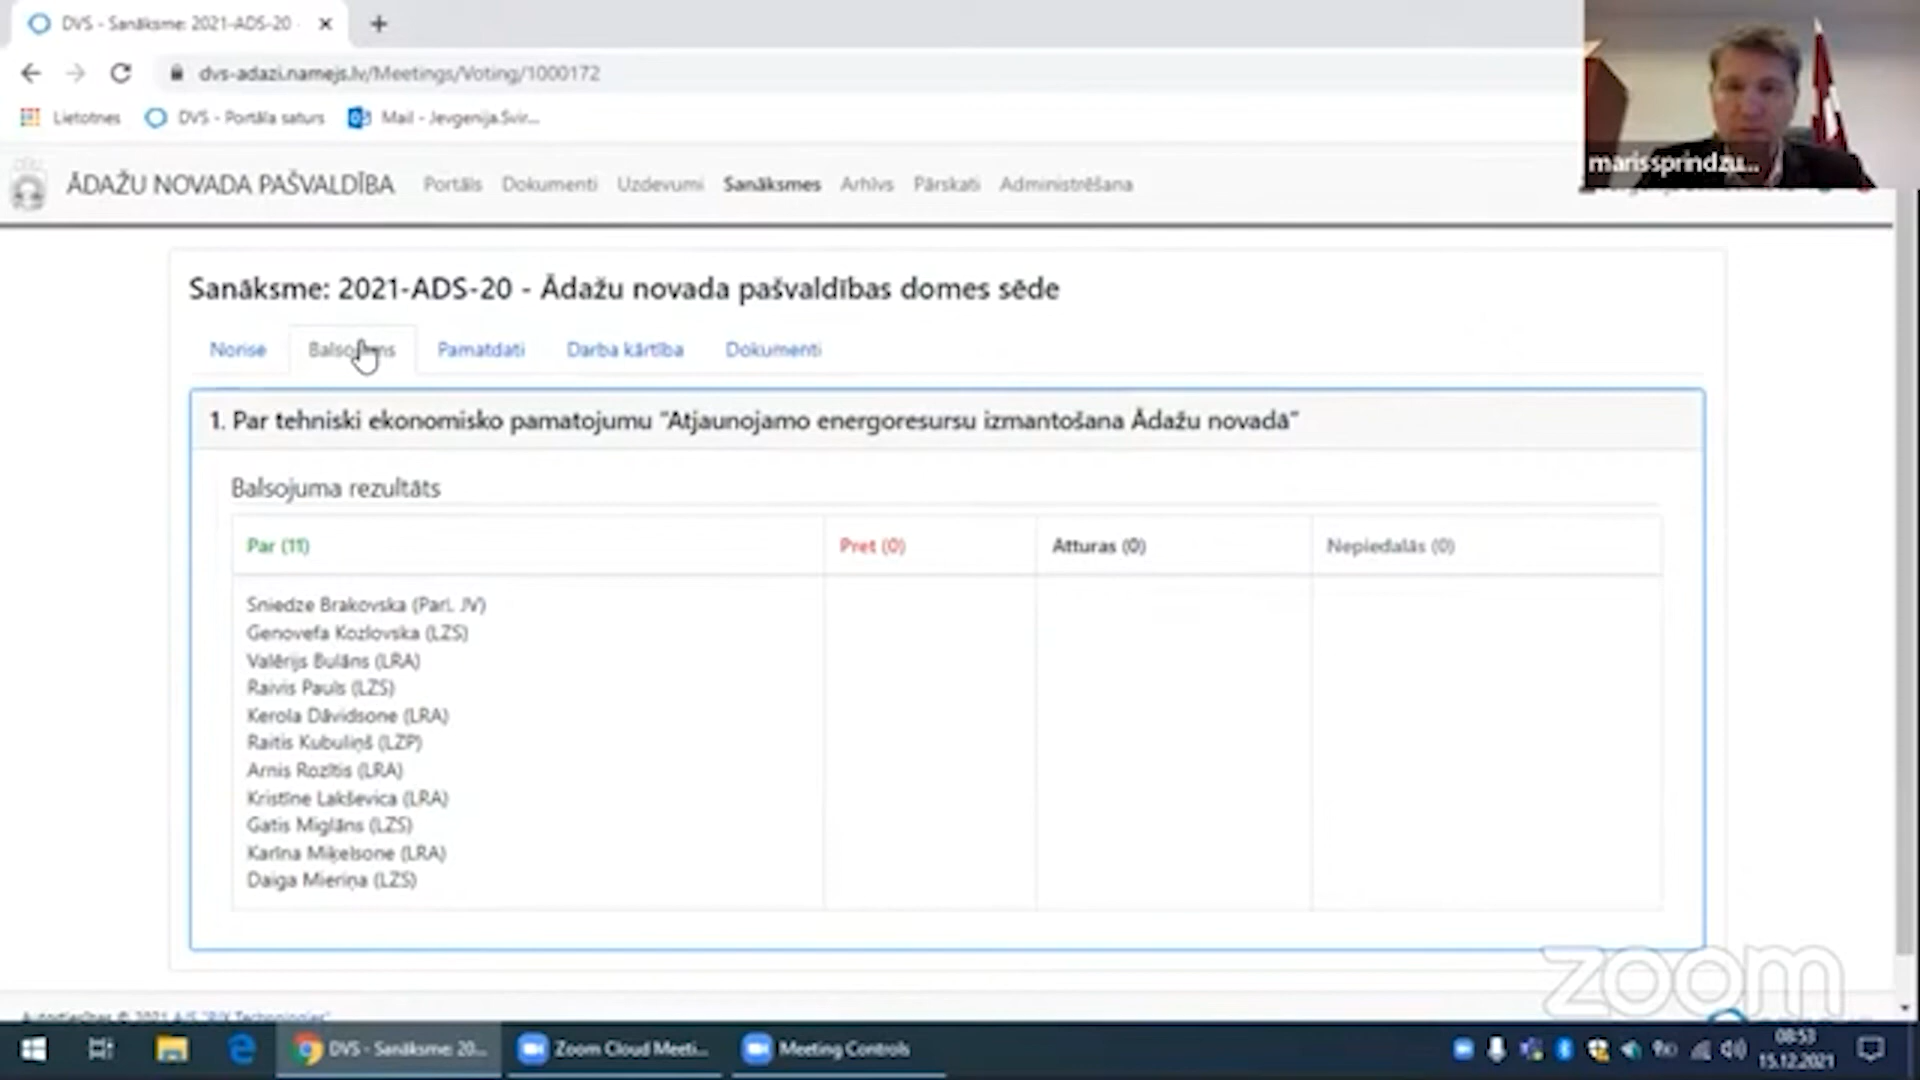 DVS - Sanāksme: 2021-ADS-20
dvs-adazi.namejs.lv/Meetings/Voting/1000172
Lietotnes DVS - Portāla saturs Mail - Jevgenija.Svir...
marissprindzu...
ĀDAŽU NOVADA PAŠVALDĪBA Portāls Dokumenti Uzdevumi Sanāksmes Arhīvs Pārskati Administrēšana
Sanāksme: 2021-ADS-20 - Ādažu novada pašvaldības domes sēde
Norise Pamatdati Darba kārtība Dokumenti
1. Par tehniski ekonomisko pamatojumu "Atjaunojamo energoresursu izmantošana Ādažu novadā"
Balsojuma rezultāts
Par (11) Pret (0) Atturas (0) Nepiedalās (0)
Sniedze Brakovska (Parl. JV)
Genovefa Kozlovska (LZS)
Valērijs Bulāns (LRA)
Raivis Pauls (LZS)
Kerola Dāvidsone (LRA)
Raitis Kubuliņš (LZP)
Arnis Rozītis (LRA)
Kristīne Lakševica (LRA)
Gatis Miglāns (LZS)
Karīna Miķelsone (LRA)
Daiga Mieriņa (LZS)
zoom
Autortiesības © 2021 A/S "RIX Technologies"
DVS - Sanāksme: 20... Zoom Cloud Meeti... Meeting Controls
08:53
15.12.2021